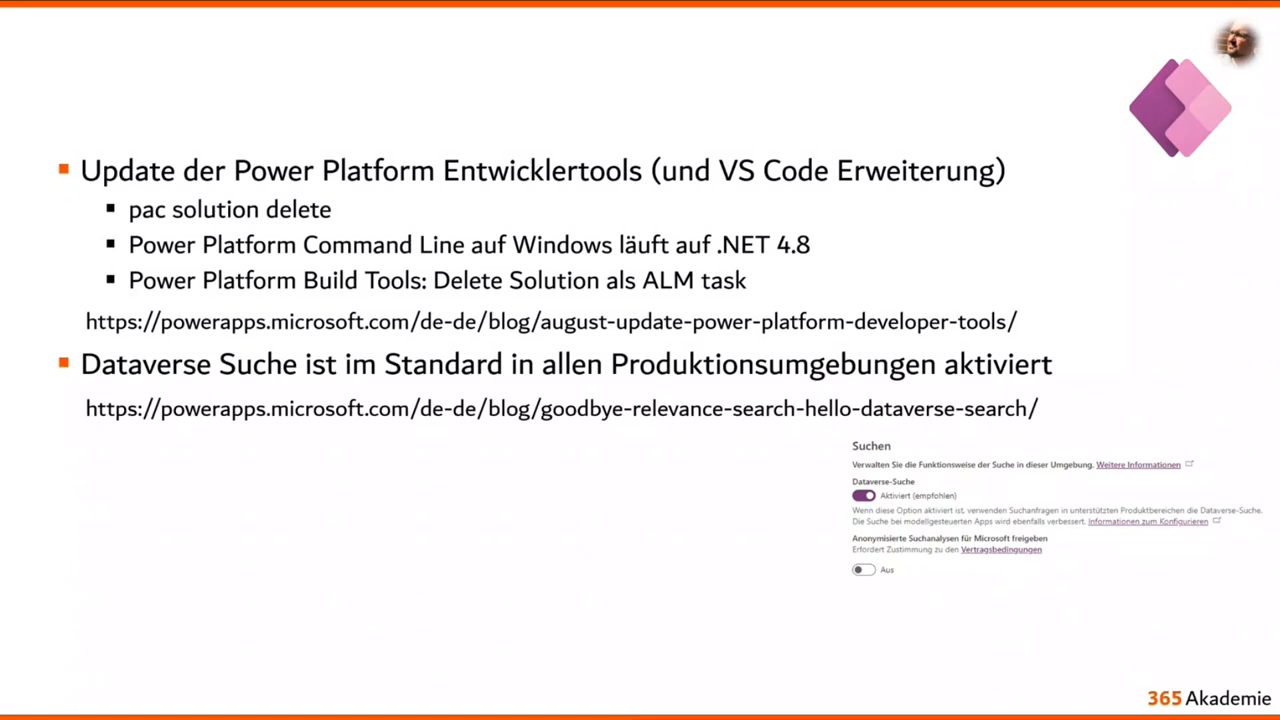 Update der Power Platform Entwicklertools (und VS Code Erweiterung)
pac solution delete
Power Platform Command Line auf Windows läuft auf .NET 4.8
Power Platform Build Tools: Delete Solution als ALM task
https://powerapps.microsoft.com/de-de/blog/august-update-power-platform-developer-tools/
Dataverse Suche ist im Standard in allen Produktionsumgebungen aktiviert
https://powerapps.microsoft.com/de-de/blog/goodbye-relevance-search-hello-dataverse-search/
Suchen
Verwalten Sie die Funktionsweise der Suche in dieser Umgebung. Weitere Informationen
Dataverse-Suche
Aktiviert (empfohlen)
Wenn diese Option aktiviert ist, verwenden Suchanfragen in unterstützten Produktbereichen die Dataverse-Suche.
Die Suche bei modellgesteuerten Apps wird ebenfalls verbessert. Informationen zum Konfigurieren
Anonymisierte Suchanalysen für Microsoft freigeben
Erfordert Zustimmung zu den Vertragsbedingungen
Aus
365 Akademie